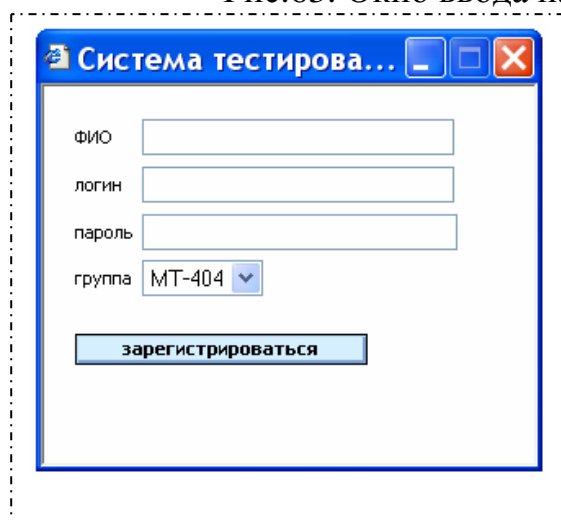 Система тестирова...
ФИО
логин
пароль
группа МТ-404
зарегистрироваться